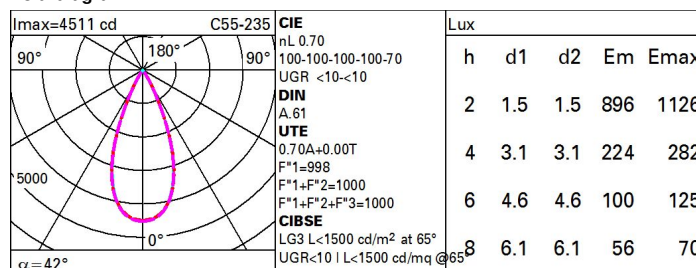 Imax=4511 cd C55-235
90° 180° 90°
5000
0°
α=42°
CIE
nL 0.70
100-100-100-100-70
UGR <10-<10
DIN
A.61
UTE
0.70A+0.00T
F"1=998
F"1+F"2=1000
F"1+F"2+F"3=1000
CIBSE
LG3 L<1500 cd/m² at 65°
UGR<10 | L<1500 cd/mq @65°
Lux
h d1 d2 Em Emax
2 1.5 1.5 896 1126
4 3.1 3.1 224 282
6 4.6 4.6 100 125
8 6.1 6.1 56 70